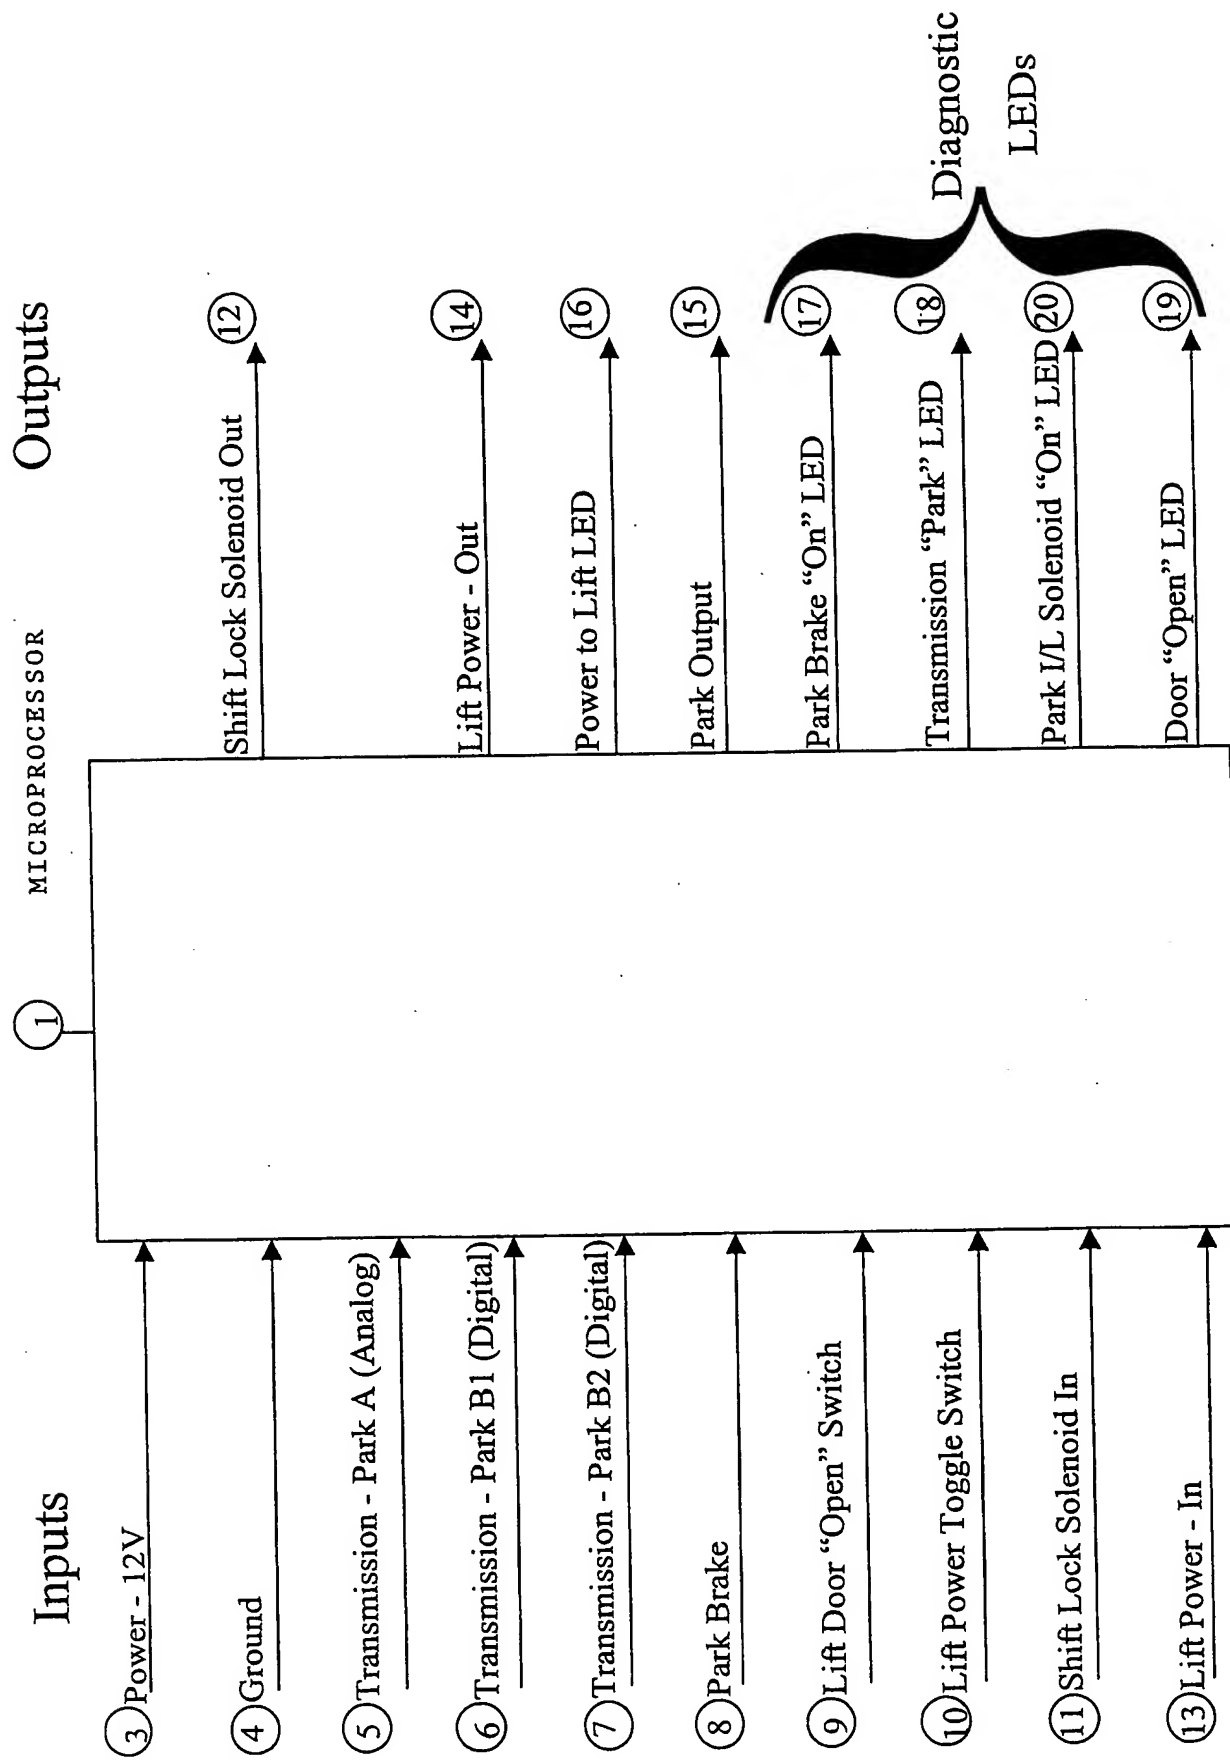 Inputs
MICROPROCESSOR
Outputs
1
3 Power - 12V
4 Ground
5 Transmission - Park A (Analog)
6 Transmission - Park B1 (Digital)
7 Transmission - Park B2 (Digital)
8 Park Brake
9 Lift Door “Open” Switch
10 Lift Power Toggle Switch
11 Shift Lock Solenoid In
13 Lift Power - In
Shift Lock Solenoid Out 12
Lift Power - Out 14
Power to Lift LED 16
Park Output 15
Park Brake “On” LED 17
Transmission “Park” LED 18
Park I/L Solenoid “On” LED 20
Door “Open” LED 19
Diagnostic
LEDs